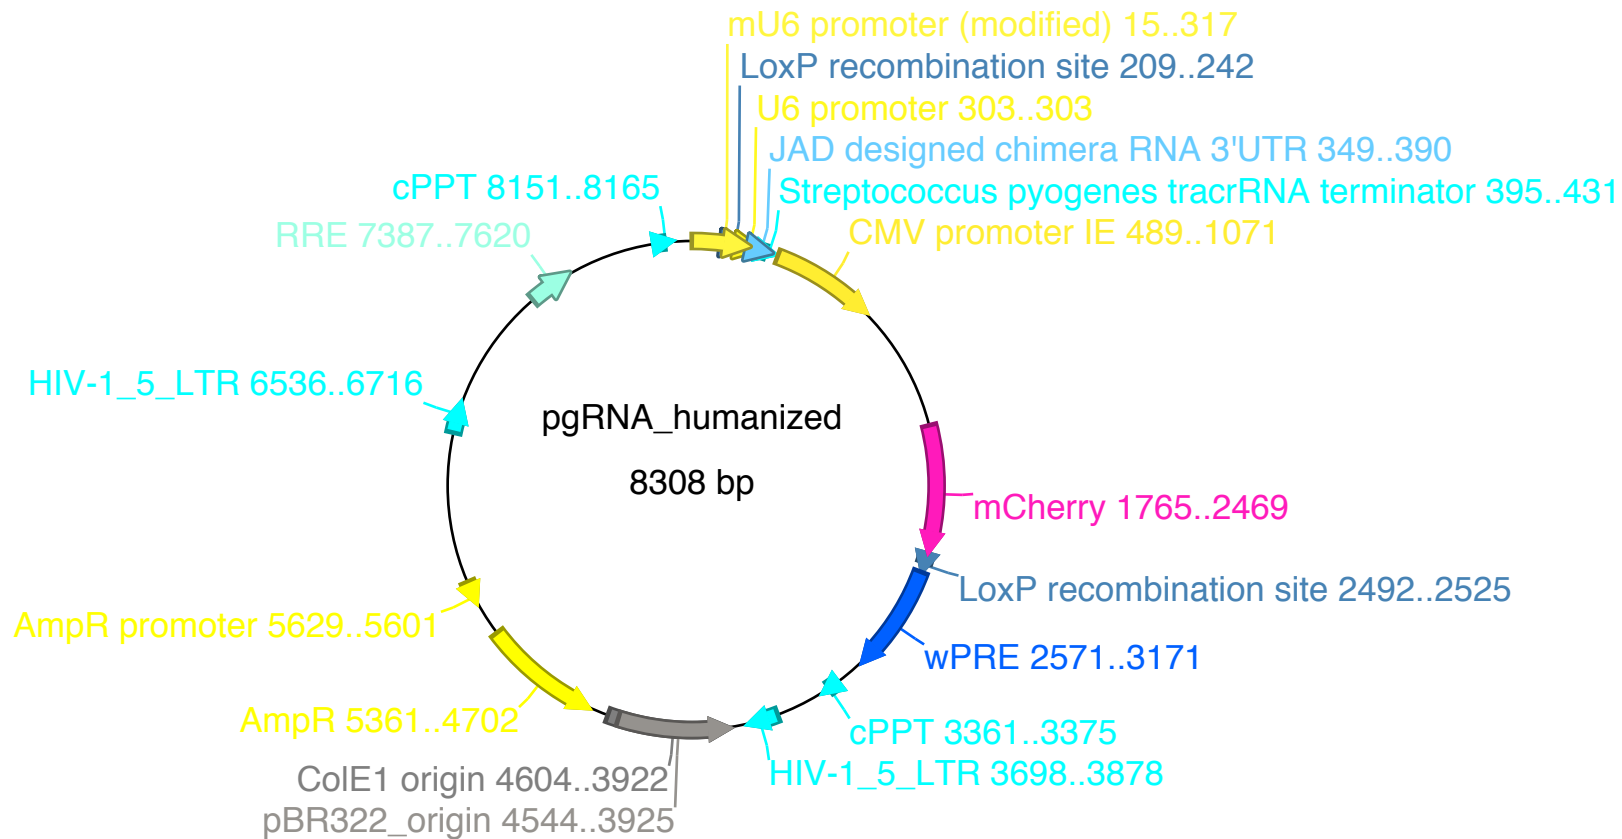 mU6 promoter (modified) 15..317
LoxP recombination site 209..242
U6 promoter 303..303
JAD designed chimera RNA 3'UTR 349..390
cPPT 8151..8165
Streptococcus pyogenes tracrRNA terminator 395..431
RRE 7387..7620
CMV promoter IE 489..1071
HIV-1_5_LTR 6536..6716
pgRNA_humanized
8308 bp
mCherry 1765..2469
LoxP recombination site 2492..2525
AmpR promoter 5629..5601
wPRE 2571..3171
AmpR 5361..4702
cPPT 3361..3375
ColE1 origin 4604..3922
HIV-1_5_LTR 3698..3878
pBR322_origin 4544..3925